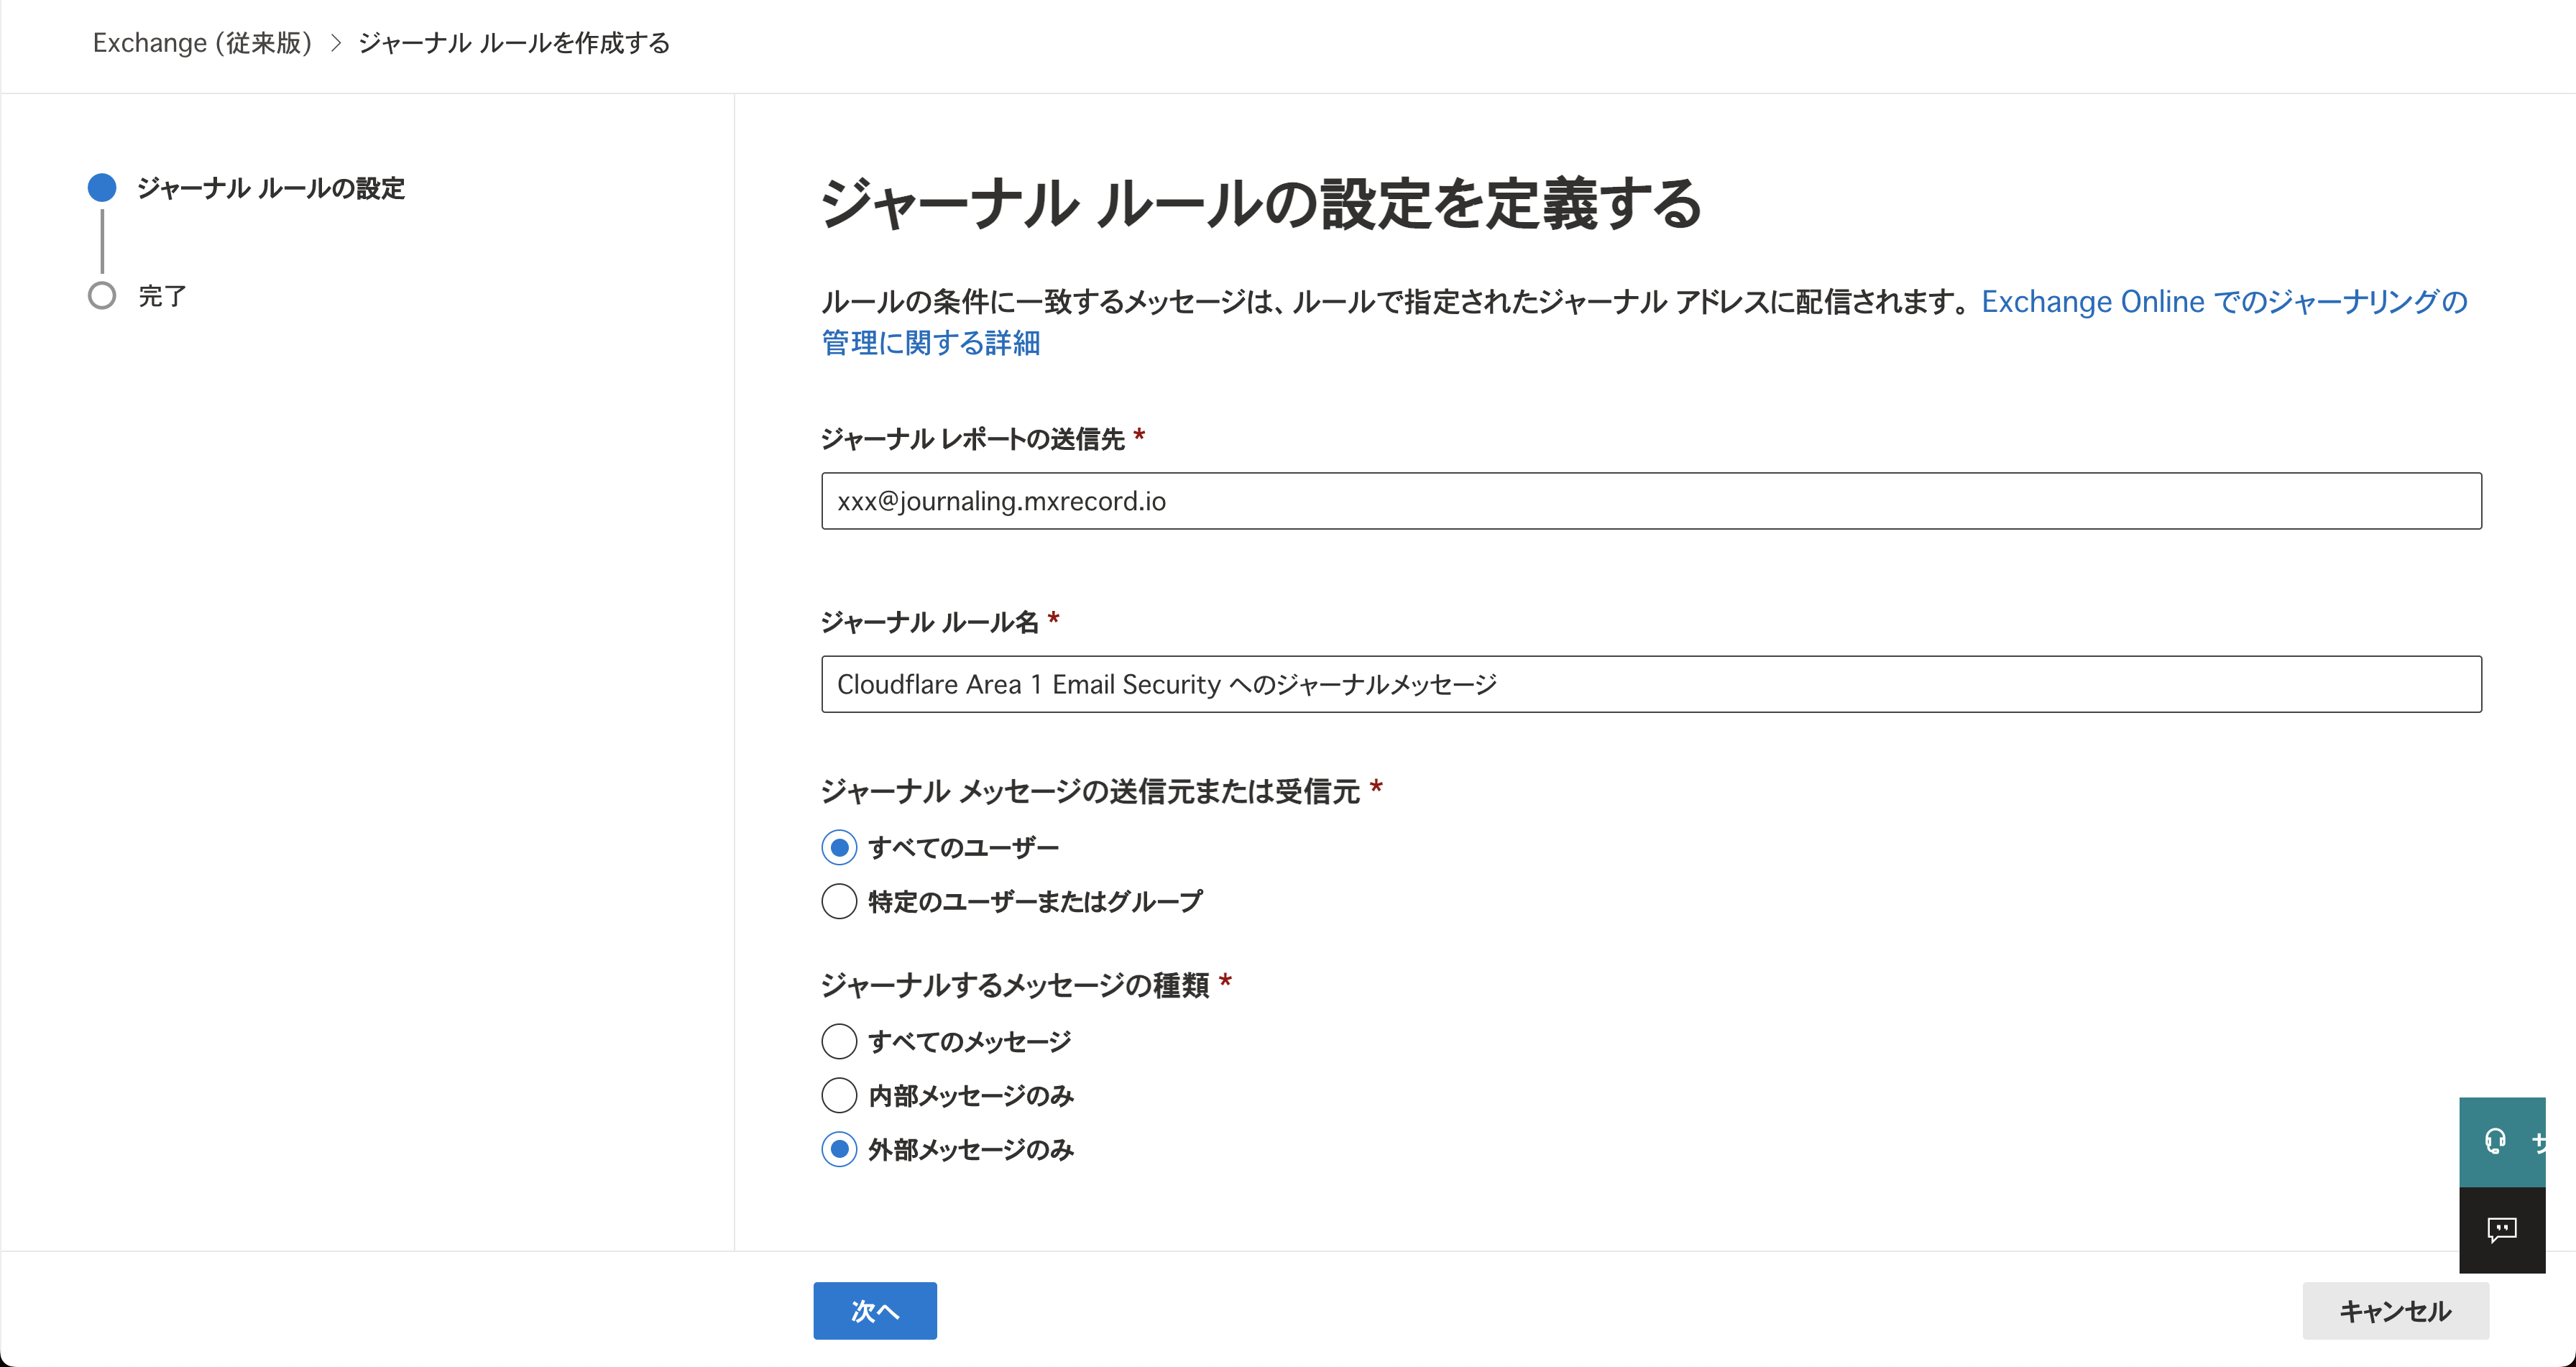 Exchange (従来版) > ジャーナル ルールを作成する
ジャーナル ルールの設定
完了
ジャーナル ルールの設定を定義する
ルールの条件に一致するメッセージは、ルールで指定されたジャーナル アドレスに配信されます。Exchange Online でのジャーナリングの
管理に関する詳細
ジャーナル レポートの送信先 *
xxx@journaling.mxrecord.io
ジャーナル ルール名 *
Cloudflare Area 1 Email Security へのジャーナルメッセージ
ジャーナル メッセージの送信元または受信元 *
すべてのユーザー
特定のユーザーまたはグループ
ジャーナルするメッセージの種類 *
すべてのメッセージ
内部メッセージのみ
外部メッセージのみ
次へ
キャンセル